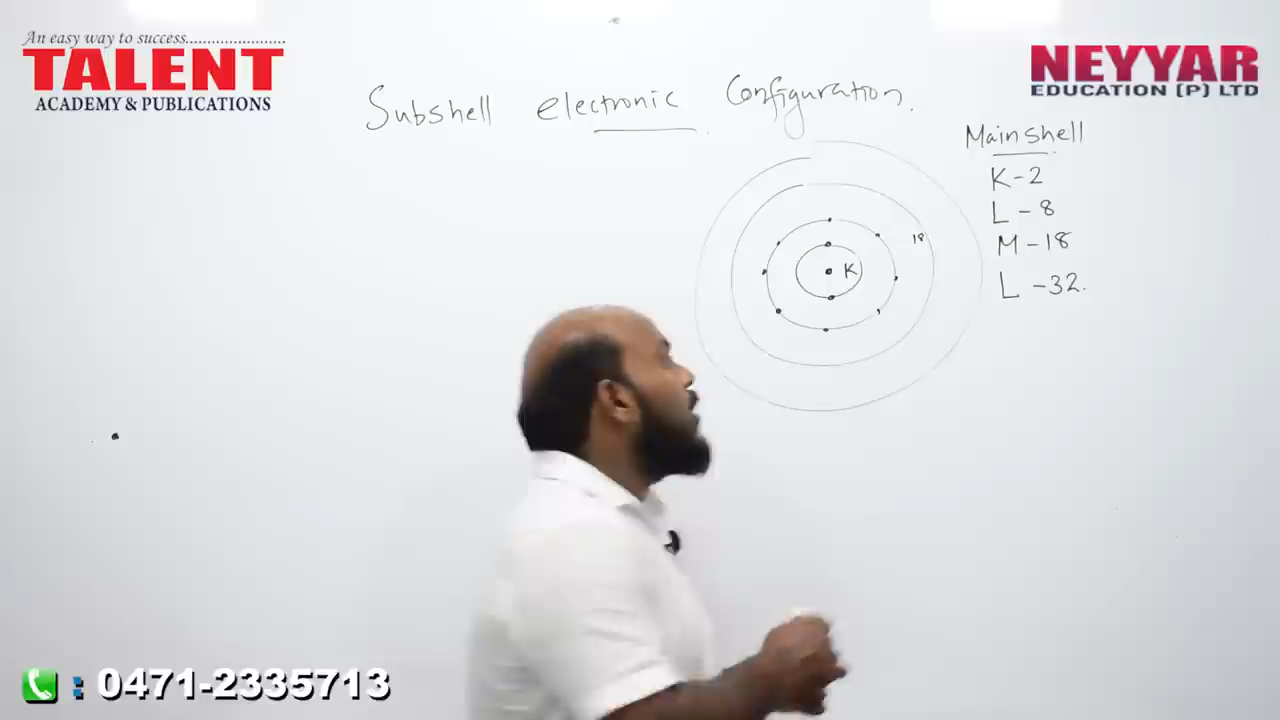 An easy way to success.......................
TALENT
ACADEMY & PUBLICATIONS
NEYYAR
EDUCATION (P) LTD
Subshell electronic Configuration.
Mainshell
K-2
L-8
M-18
L-32.
18
K
: 0471-2335713